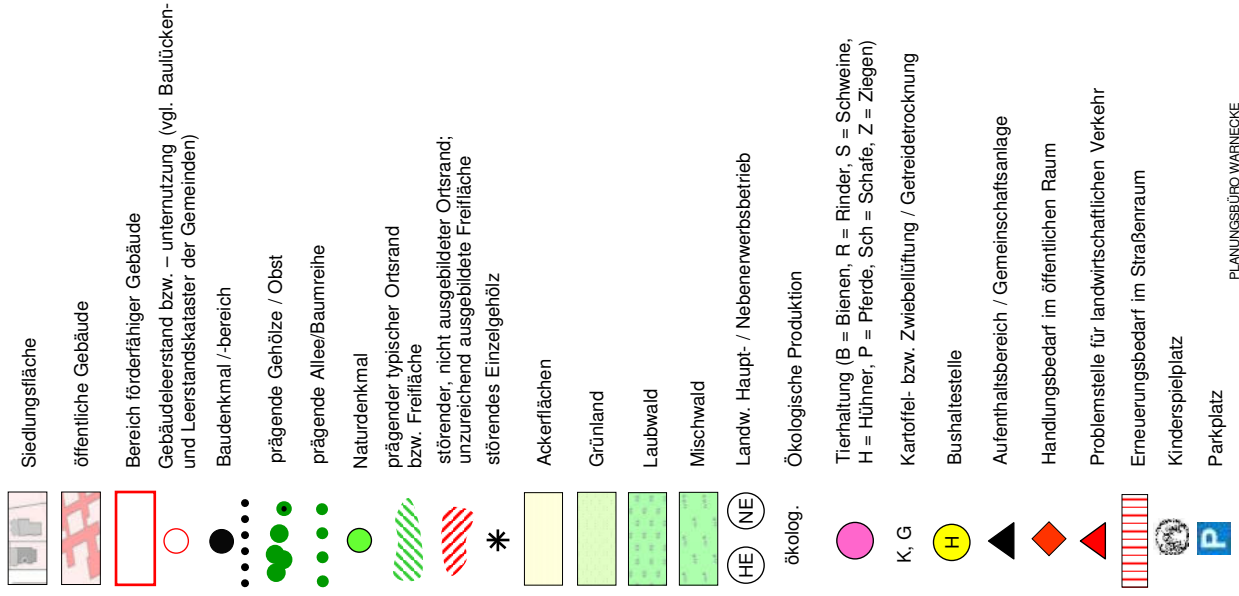 Siedlungsfläche
öffentliche Gebäude
Bereich förderfähiger Gebäude
Gebäudeleerstand bzw. – unternutzung (vgl. Baulücken-
und Leerstandskataster der Gemeinden)
Baudenkmal /-bereich
prägende Gehölze / Obst
prägende Allee/Baumreihe
Naturdenkmal
prägender typischer Ortsrand
bzw. Freifläche
störender, nicht ausgebildeter Ortsrand;
unzureichend ausgebildete Freifläche
störendes Einzelgehölz
Ackerflächen
Grünland
Laubwald
Mischwald
HE NE Landw. Haupt- / Nebenerwerbsbetrieb
ökolog. Ökologische Produktion
Tierhaltung (B = Bienen, R = Rinder, S = Schweine,
H = Hühner, P = Pferde, Sch = Schafe, Z = Ziegen)
K, G Kartoffel- bzw. Zwiebellüftung / Getreidetrocknung
H Bushaltestelle
Aufenthaltsbereich / Gemeinschaftsanlage
Handlungsbedarf im öffentlichen Raum
Problemstelle für landwirtschaftlichen Verkehr
Erneuerungsbedarf im Straßenraum
Kinderspielplatz
P Parkplatz
PLANUNGSBÜRO WARNECKE